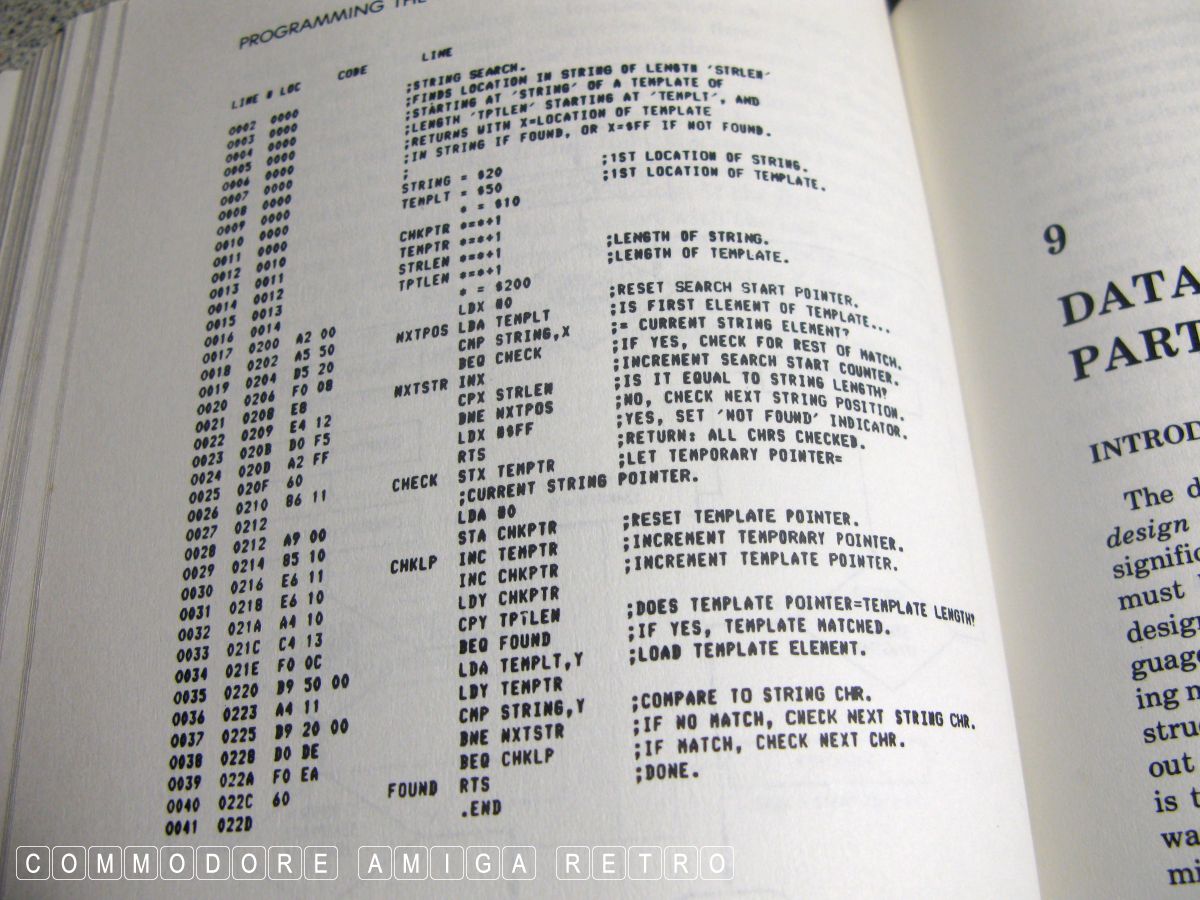 PROGRAMMING THE
LINE # LOC CODE LINE
0002 0000 ;STRING SEARCH.
0003 0000 ;FINDS LOCATION IN STRING OF LENGTH 'STRLEN'
0004 0000 ;STARTING AT 'STRING' OF A TEMPLATE OF
0005 0000 ;LENGTH 'TPTLEN' STARTING AT 'TEMPLT', AND
0006 0000 ;RETURNS WITH X=LOCATION OF TEMPLATE
0007 0000 ;IN STRING IF FOUND, OR X=$FF IF NOT FOUND.
0008 0000 ;
0009 0000 STRING = $20 ;1ST LOCATION OF STRING.
0010 0000 TEMPLT = $50 ;1ST LOCATION OF TEMPLATE.
0011 0000 * = $10
0012 0010 CHKPTR *=*+1
0013 0011 TEMPTR *=*+1
0014 0012 STRLEN *=*+1 ;LENGTH OF STRING.
0015 0013 TPTLEN *=*+1 ;LENGTH OF TEMPLATE.
0016 0014 * = $200
0017 0200 A2 00 LDX #0 ;RESET SEARCH START POINTER.
0018 0202 A5 50 NXTPOS LDA TEMPLT ;IS FIRST ELEMENT OF TEMPLATE...
0019 0204 D5 20 CMP STRING,X ;= CURRENT STRING ELEMENT?
0020 0206 F0 08 BEQ CHECK ;IF YES, CHECK FOR REST OF MATCH.
0021 0208 E8 NXTSTR INX ;INCREMENT SEARCH START COUNTER.
0022 0209 E4 12 CPX STRLEN ;IS IT EQUAL TO STRING LENGTH?
0023 020B D0 F5 BNE NXTPOS ;NO, CHECK NEXT STRING POSITION.
0024 020D A2 FF LDX #$FF ;YES, SET 'NOT FOUND' INDICATOR.
0025 020F 60 RTS ;RETURN: ALL CHRS CHECKED.
0026 0210 86 11 CHECK STX TEMPTR ;LET TEMPORARY POINTER=
0027 0212 ;CURRENT STRING POINTER.
0028 0212 A9 00 LDA #0
0029 0214 85 10 STA CHKPTR ;RESET TEMPLATE POINTER.
0030 0216 E6 11 CHKLP INC TEMPTR ;INCREMENT TEMPORARY POINTER.
0031 0218 E6 10 INC CHKPTR ;INCREMENT TEMPLATE POINTER.
0032 021A A4 10 LDY CHKPTR
0033 021C C4 13 CPY TPTLEN ;DOES TEMPLATE POINTER=TEMPLATE LENGTH?
0034 021E F0 0C BEQ FOUND ;IF YES, TEMPLATE MATCHED.
0035 0220 B9 50 00 LDA TEMPLT,Y ;LOAD TEMPLATE ELEMENT.
0036 0223 A4 11 LDY TEMPTR
0037 0225 D9 20 00 CMP STRING,Y ;COMPARE TO STRING CHR.
0038 0228 D0 DE BNE NXTSTR ;IF NO MATCH, CHECK NEXT STRING CHR.
0039 022A F0 EA BEQ CHKLP ;IF MATCH, CHECK NEXT CHR.
0040 022C 60 FOUND RTS ;DONE.
0041 022D .END
9
DATA
PART
INTROD
The d
design
signific
must
design
guage
ing m
struc
out
is t
wa
mi
COMMODORE AMIGA RETRO